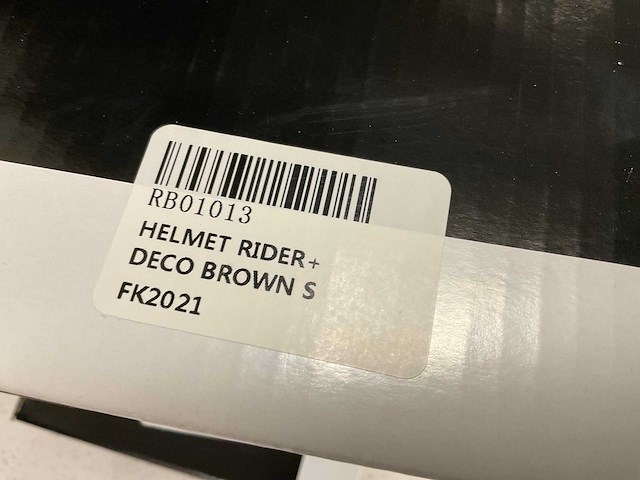 RB01013
HELMET RIDER+
DECO BROWN S
FK2021